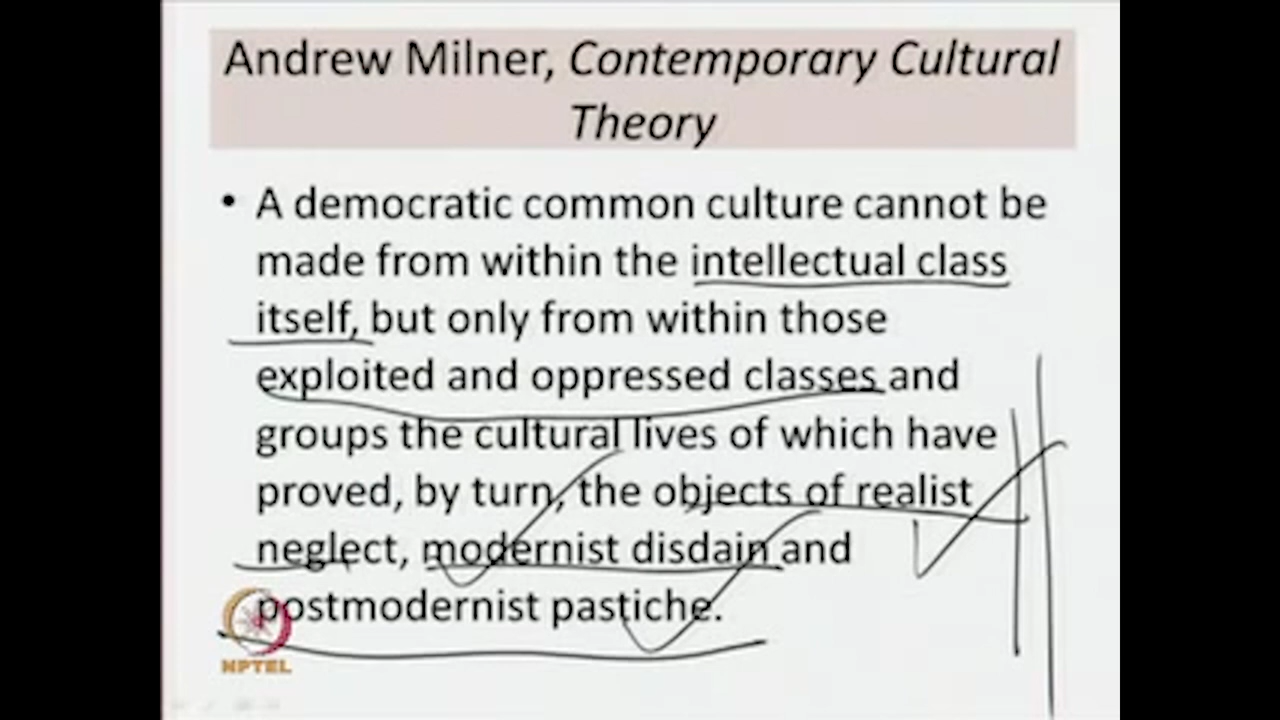 Andrew Milner, Contemporary Cultural
Theory
• A democratic common culture cannot be
made from within the intellectual class
itself, but only from within those
exploited and oppressed classes and
groups the cultural lives of which have
proved, by turn, the objects of realist
neglect, modernist disdain and
postmodernist pastiche.
NPTEL